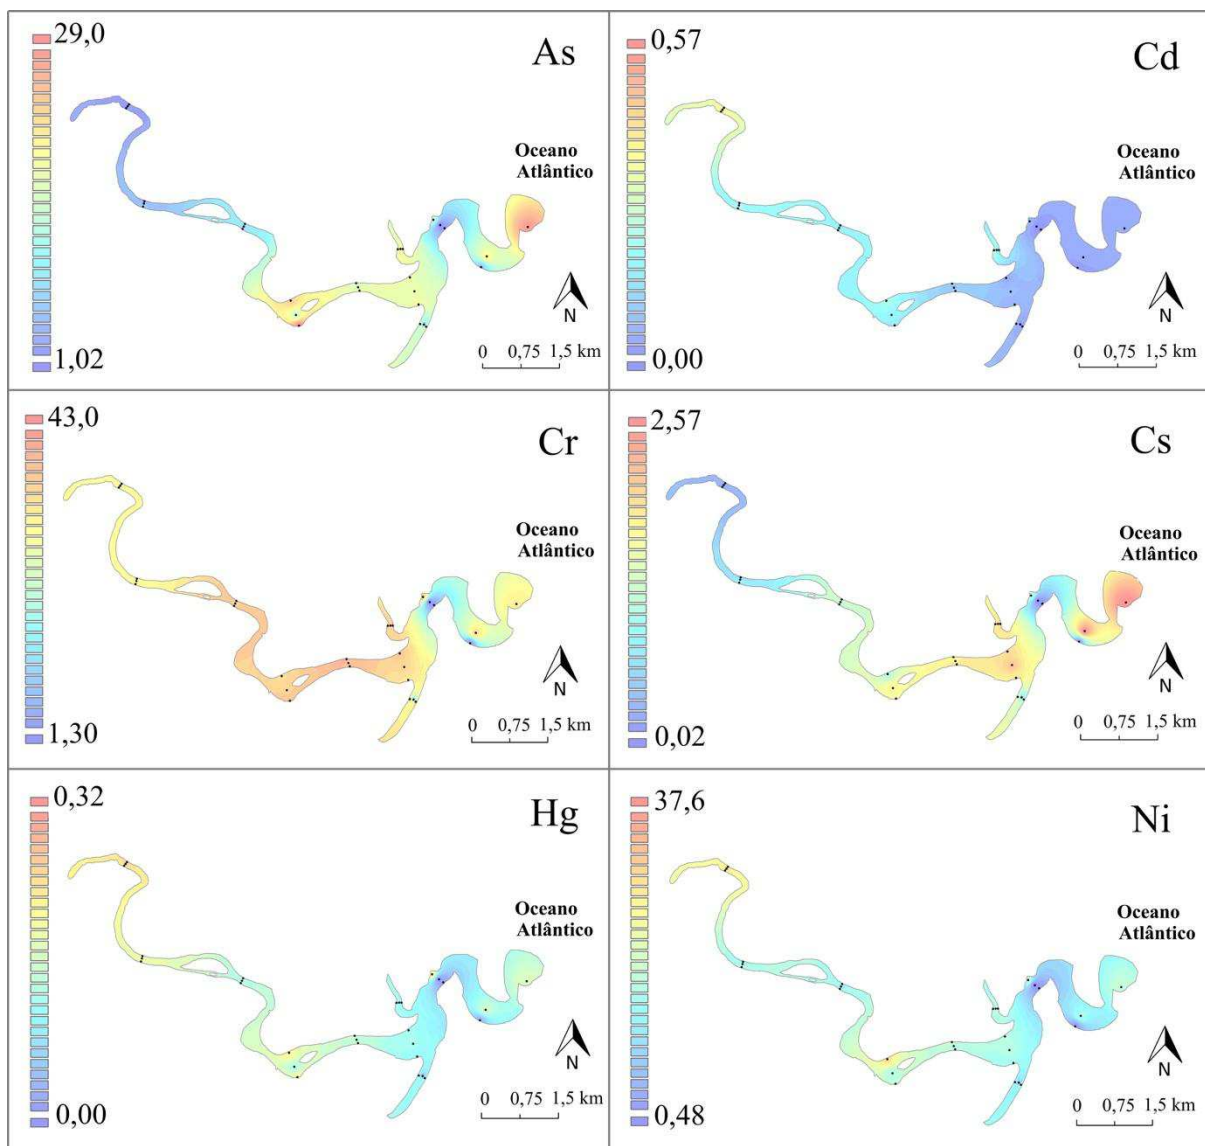 29,0
As
Oceano
Atlântico
N
0 0,75 1,5 km
1,02
0,57
Cd
Oceano
Atlântico
N
0 0,75 1,5 km
0,00
43,0
Cr
Oceano
Atlântico
N
0 0,75 1,5 km
1,30
2,57
Cs
Oceano
Atlântico
N
0 0,75 1,5 km
0,02
0,32
Hg
Oceano
Atlântico
N
0 0,75 1,5 km
0,00
37,6
Ni
Oceano
Atlântico
N
0 0,75 1,5 km
0,48